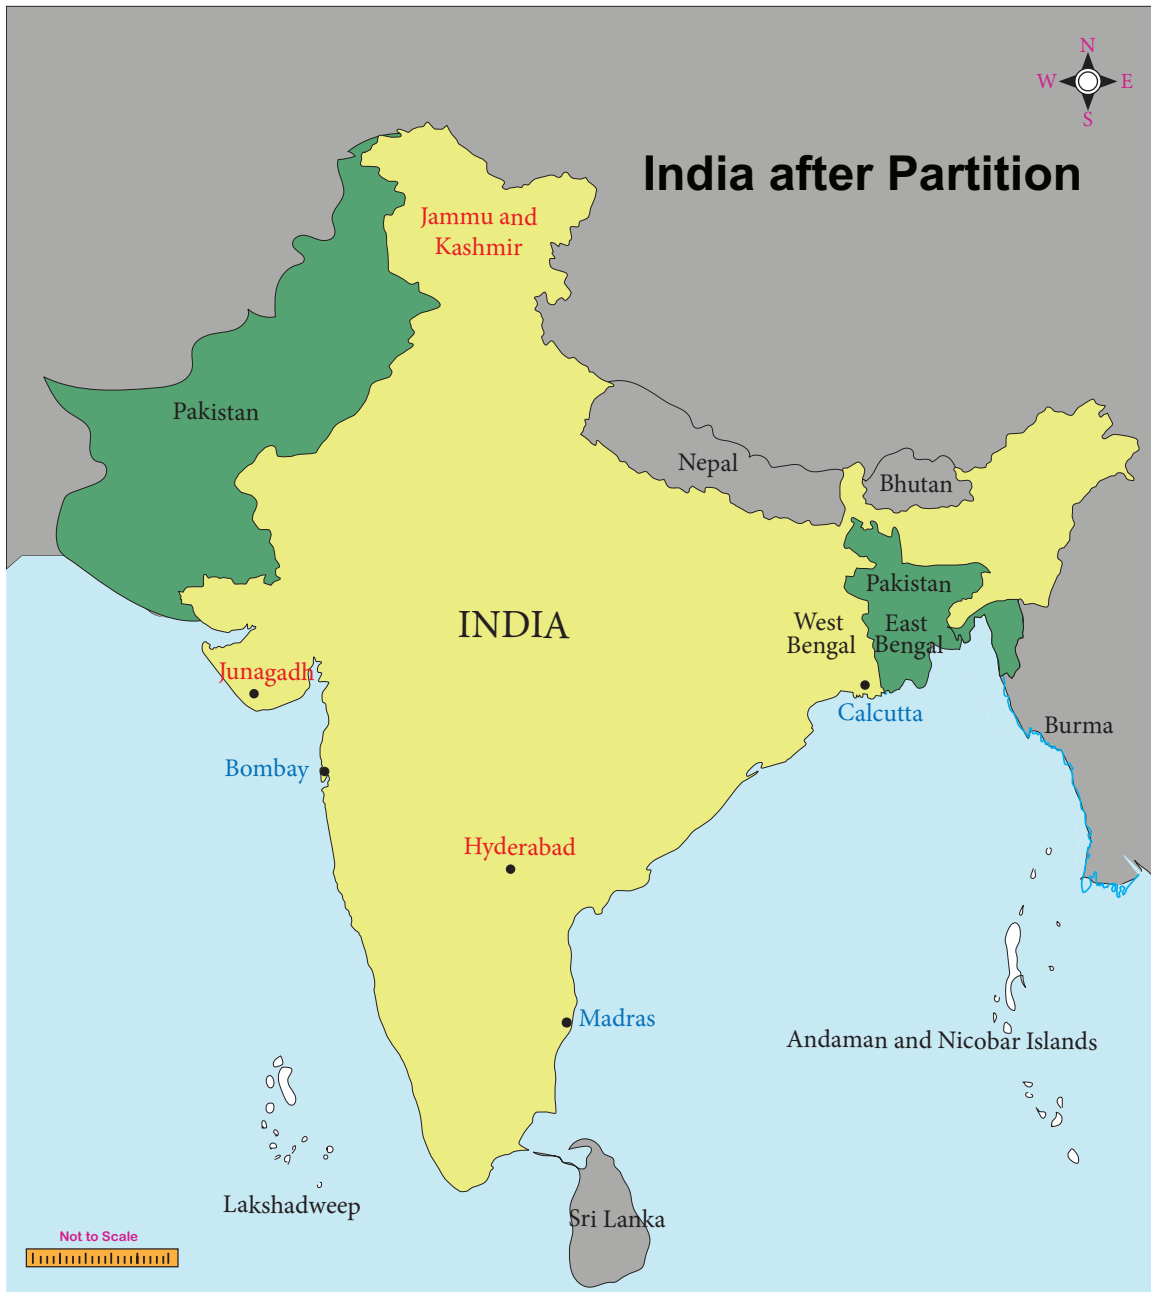 N
W E
S
India after Partition
Jammu and
Kashmir
Pakistan
Nepal
Bhutan
Pakistan
INDIA
West
Bengal
East
Bengal
Junagadh
Calcutta
Burma
Bombay
Hyderabad
Madras
Andaman and Nicobar Islands
Lakshadweep
Sri Lanka
Not to Scale